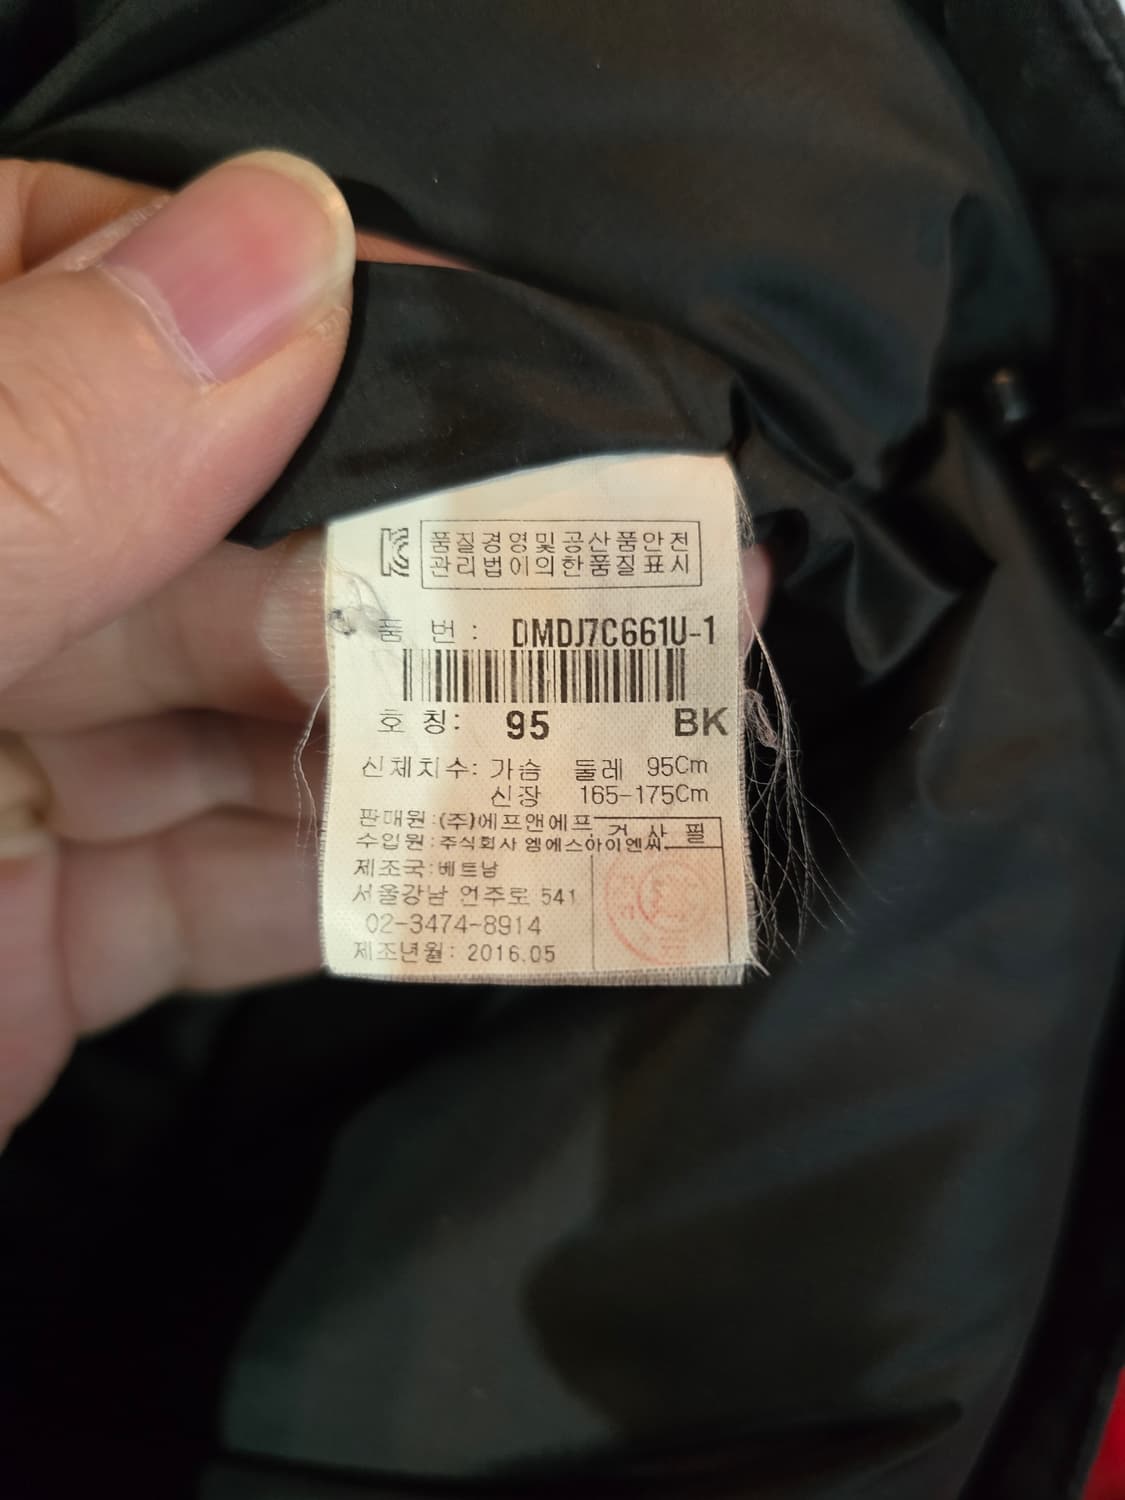 품질경영및공산품안전
관리법에의한품질표시
품 번 : DMDJ7C661U-1
호 칭: 95 BK
신체치수: 가슴 둘레 95Cm
신장 165-175Cm
판매원:(주)에프앤에프 검 사 필
수입원:주식회사 엠에스아이엔씨
제조국:베트남
서울강남 언주로 541
02-3474-8914
제조년월: 2016.05